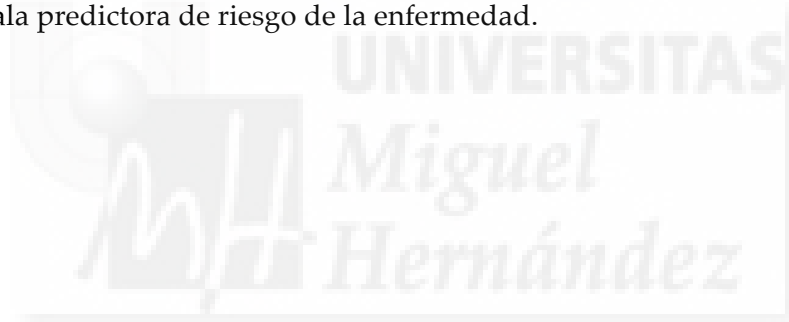 ala predictora de riesgo de la enfermedad.
UNIVERSITAS
Miguel
Hernández